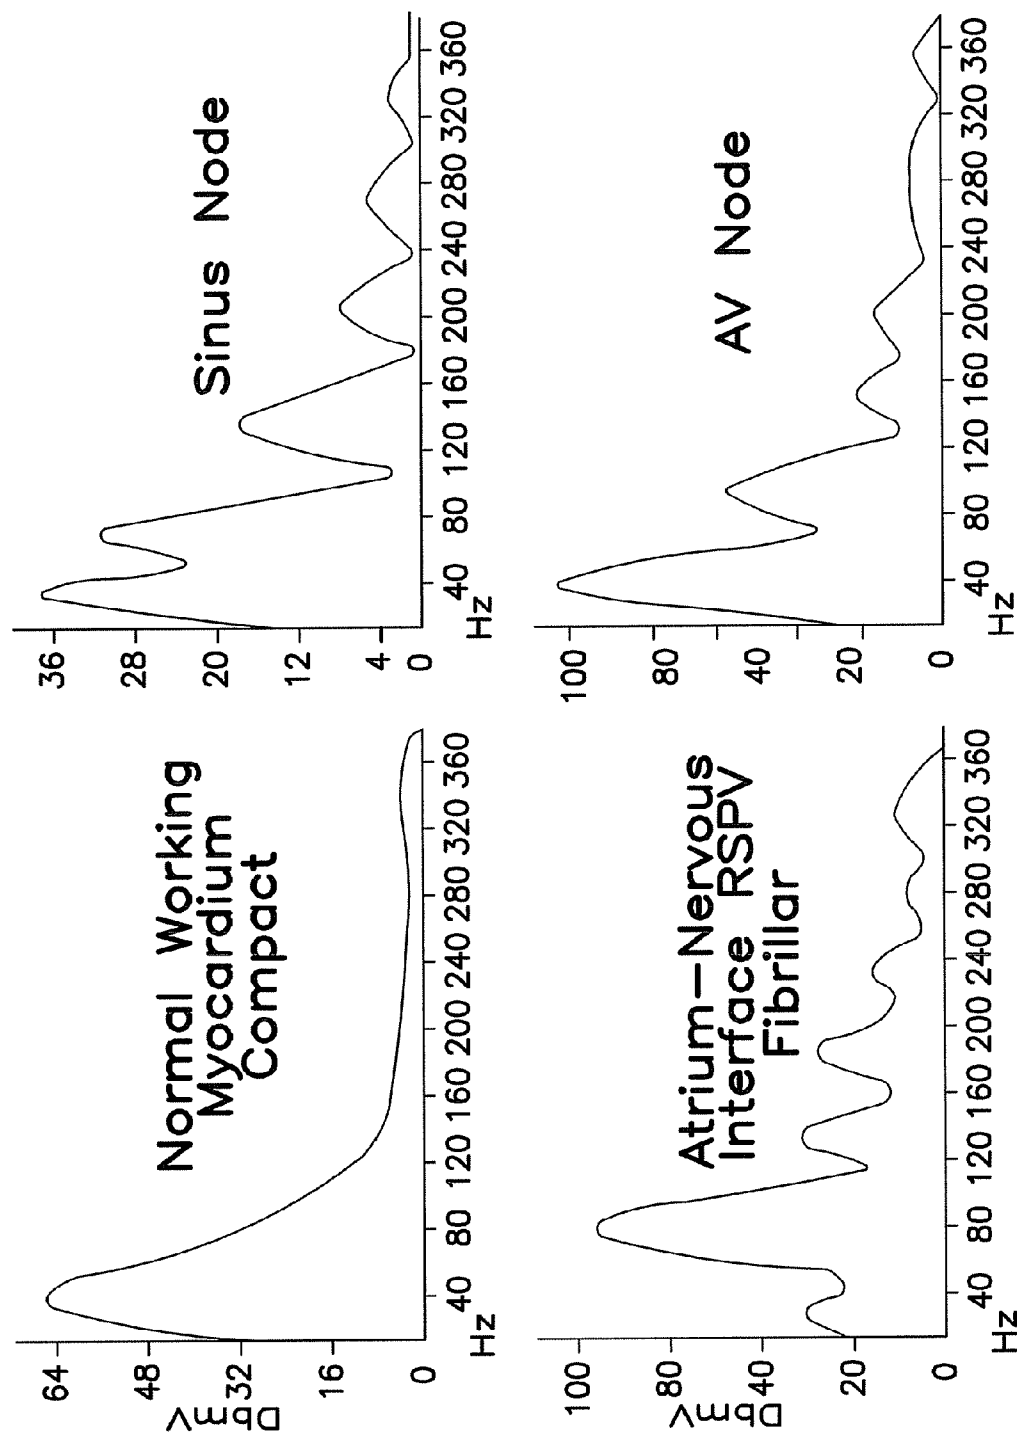 Normal Working
Myocardium
Compact
DbmV
64
48
32
16
0
Hz
40 80 120 160 200 240 280 320 360
Sinus Node
36
28
20
12
4
0
Hz
40 80 120 160 200 240 280 320 360
Atrium-Nervous
Interface RSPV
Fibrillar
DbmV
100
80
40
20
0
Hz
40 80 120 160 200 240 280 320 360
AV Node
100
80
40
20
0
Hz
40 80 120 160 200 240 280 320 360